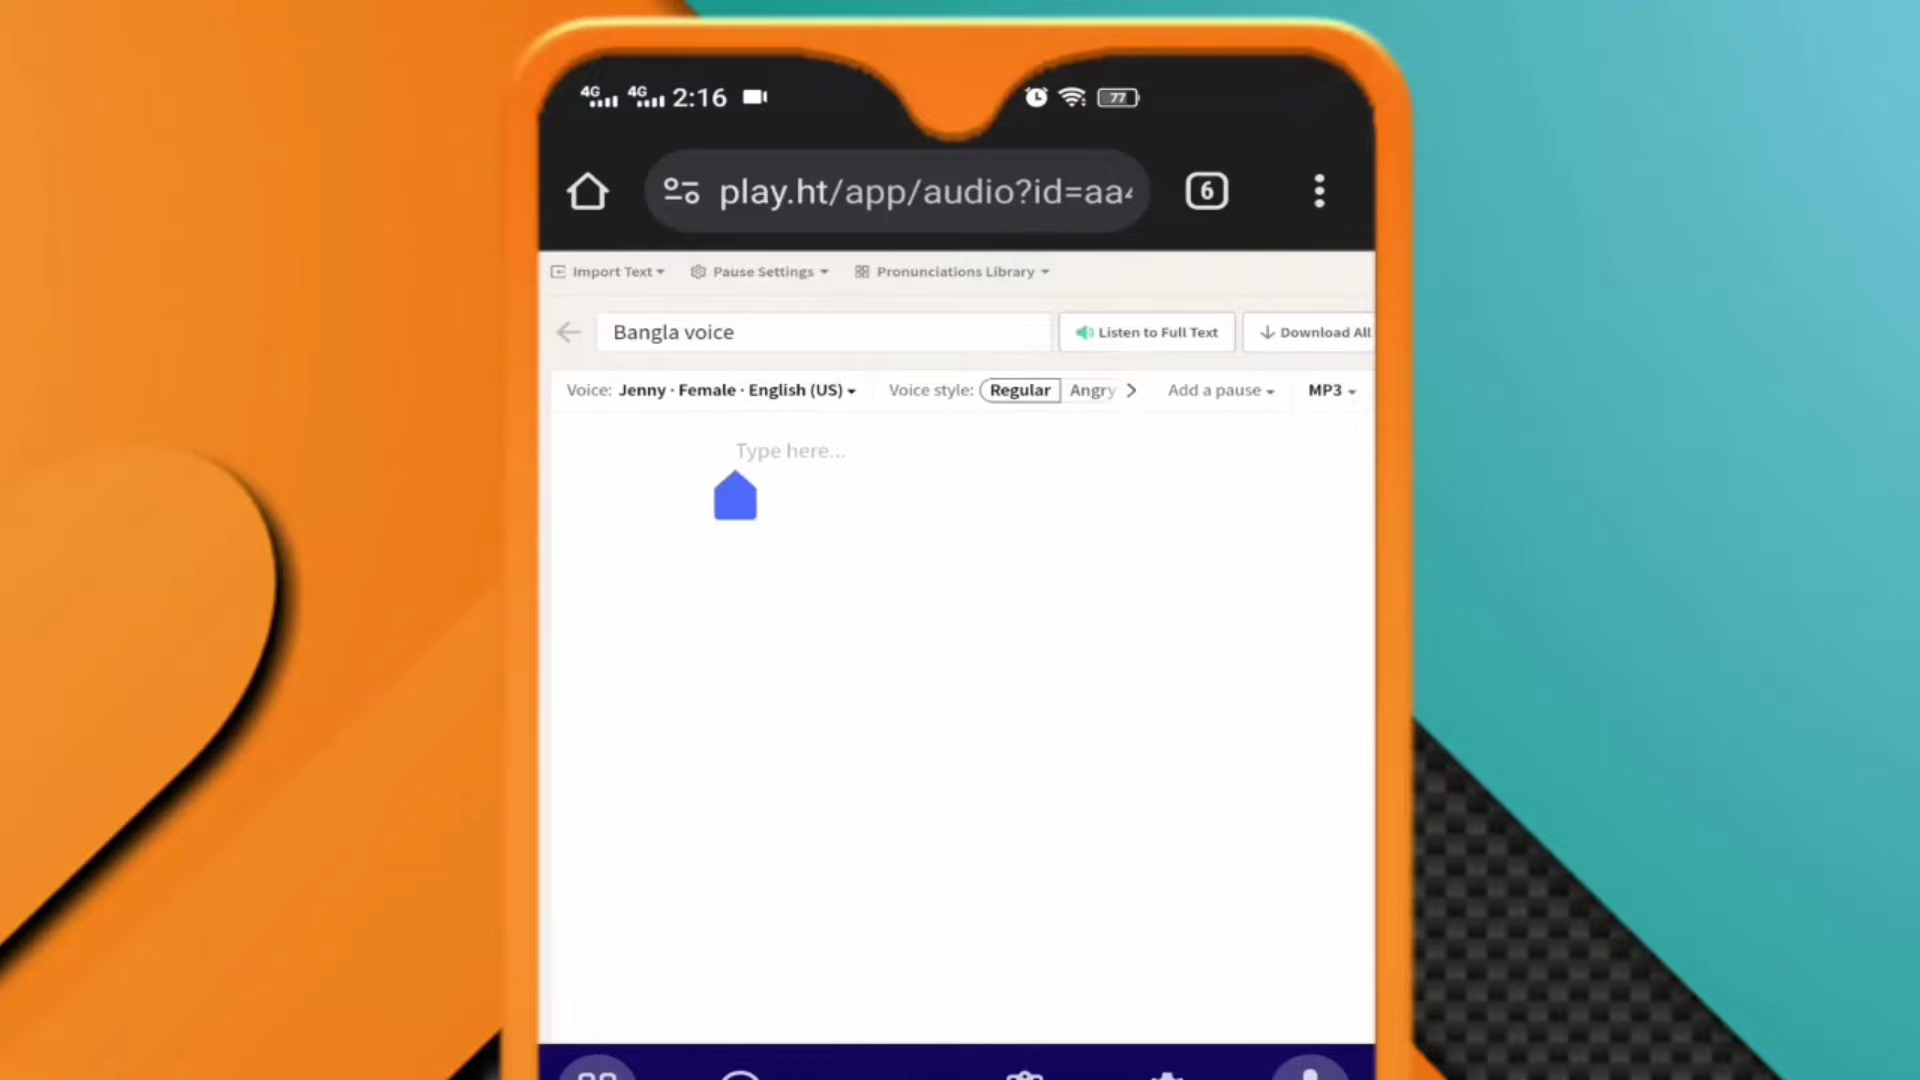 4G 4G 2:16 77
play.ht/app/audio?id=aa4
6
Import Text Pause Settings Pronunciations Library
Bangla voice Listen to Full Text Download All
Voice: Jenny · Female · English (US) Voice style: Regular Angry Add a pause MP3
Type here...